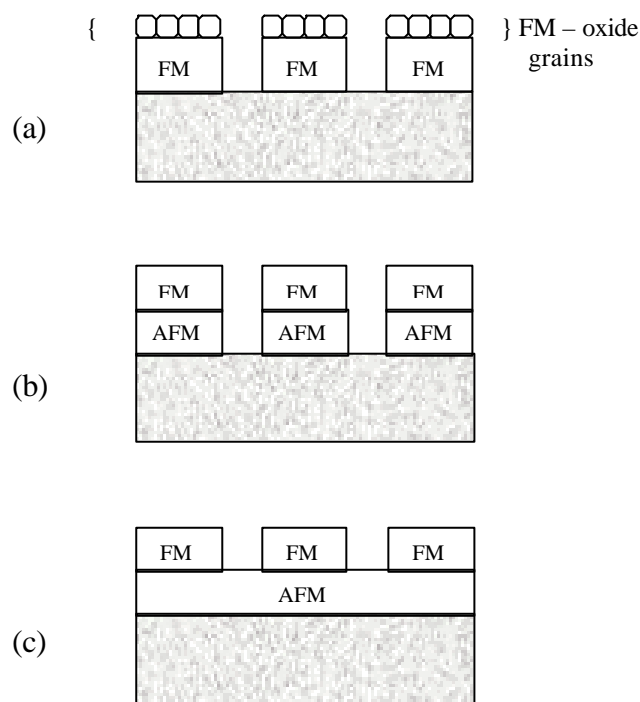 { } FM – oxide
grains
FM FM FM
(a)
FM FM FM
AFM AFM AFM
(b)
FM FM FM
AFM
(c)